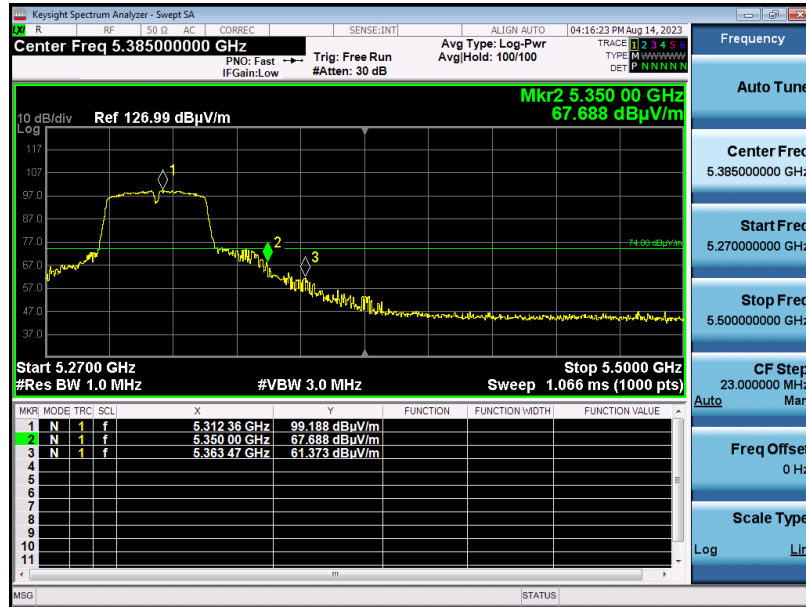 Keysight Spectrum Analyzer - Swept SA
LXI R RF 50 Ω AC CORREC SENSE:INT ALIGN AUTO 04:16:23 PM Aug 14, 2023
Center Freq 5.385000000 GHz
PNO: Fast
IFGain:Low
Trig: Free Run
#Atten: 30 dB
Avg Type: Log-Pwr
Avg|Hold: 100/100
TRACE 1 2 3 4 5 6
TYPE M W W W W W
DET P N N N N N
Mkr2 5.350 00 GHz
67.688 dBµV/m
10 dB/div Ref 126.99 dBµV/m
Log
117
107
97.0
87.0
77.0
67.0
57.0
47.0
37.0
1
2
3
74.00 dBµV/m
Start 5.2700 GHz Stop 5.5000 GHz
#Res BW 1.0 MHz #VBW 3.0 MHz Sweep 1.066 ms (1000 pts)
MKR MODE TRC SCL X Y FUNCTION FUNCTION WIDTH FUNCTION VALUE
1 N 1 f 5.312 36 GHz 99.188 dBµV/m
2 N 1 f 5.350 00 GHz 67.688 dBµV/m
3 N 1 f 5.363 47 GHz 61.373 dBµV/m
4
5
6
7
8
9
10
11
MSG STATUS
Frequency
Auto Tune
Center Freq
5.385000000 GHz
Start Freq
5.270000000 GHz
Stop Freq
5.500000000 GHz
CF Step
23.000000 MHz
Auto Man
Freq Offset
0 Hz
Scale Type
Log Lin